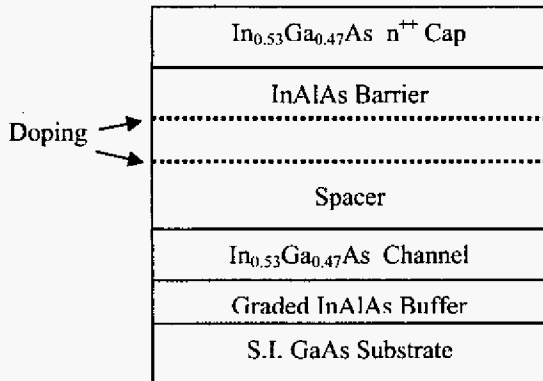 In₀.₅₃Ga₀.₄₇As n⁺⁺ Cap
InAlAs Barrier
Doping
Spacer
In₀.₅₃Ga₀.₄₇As Channel
Graded InAlAs Buffer
S.I. GaAs Substrate